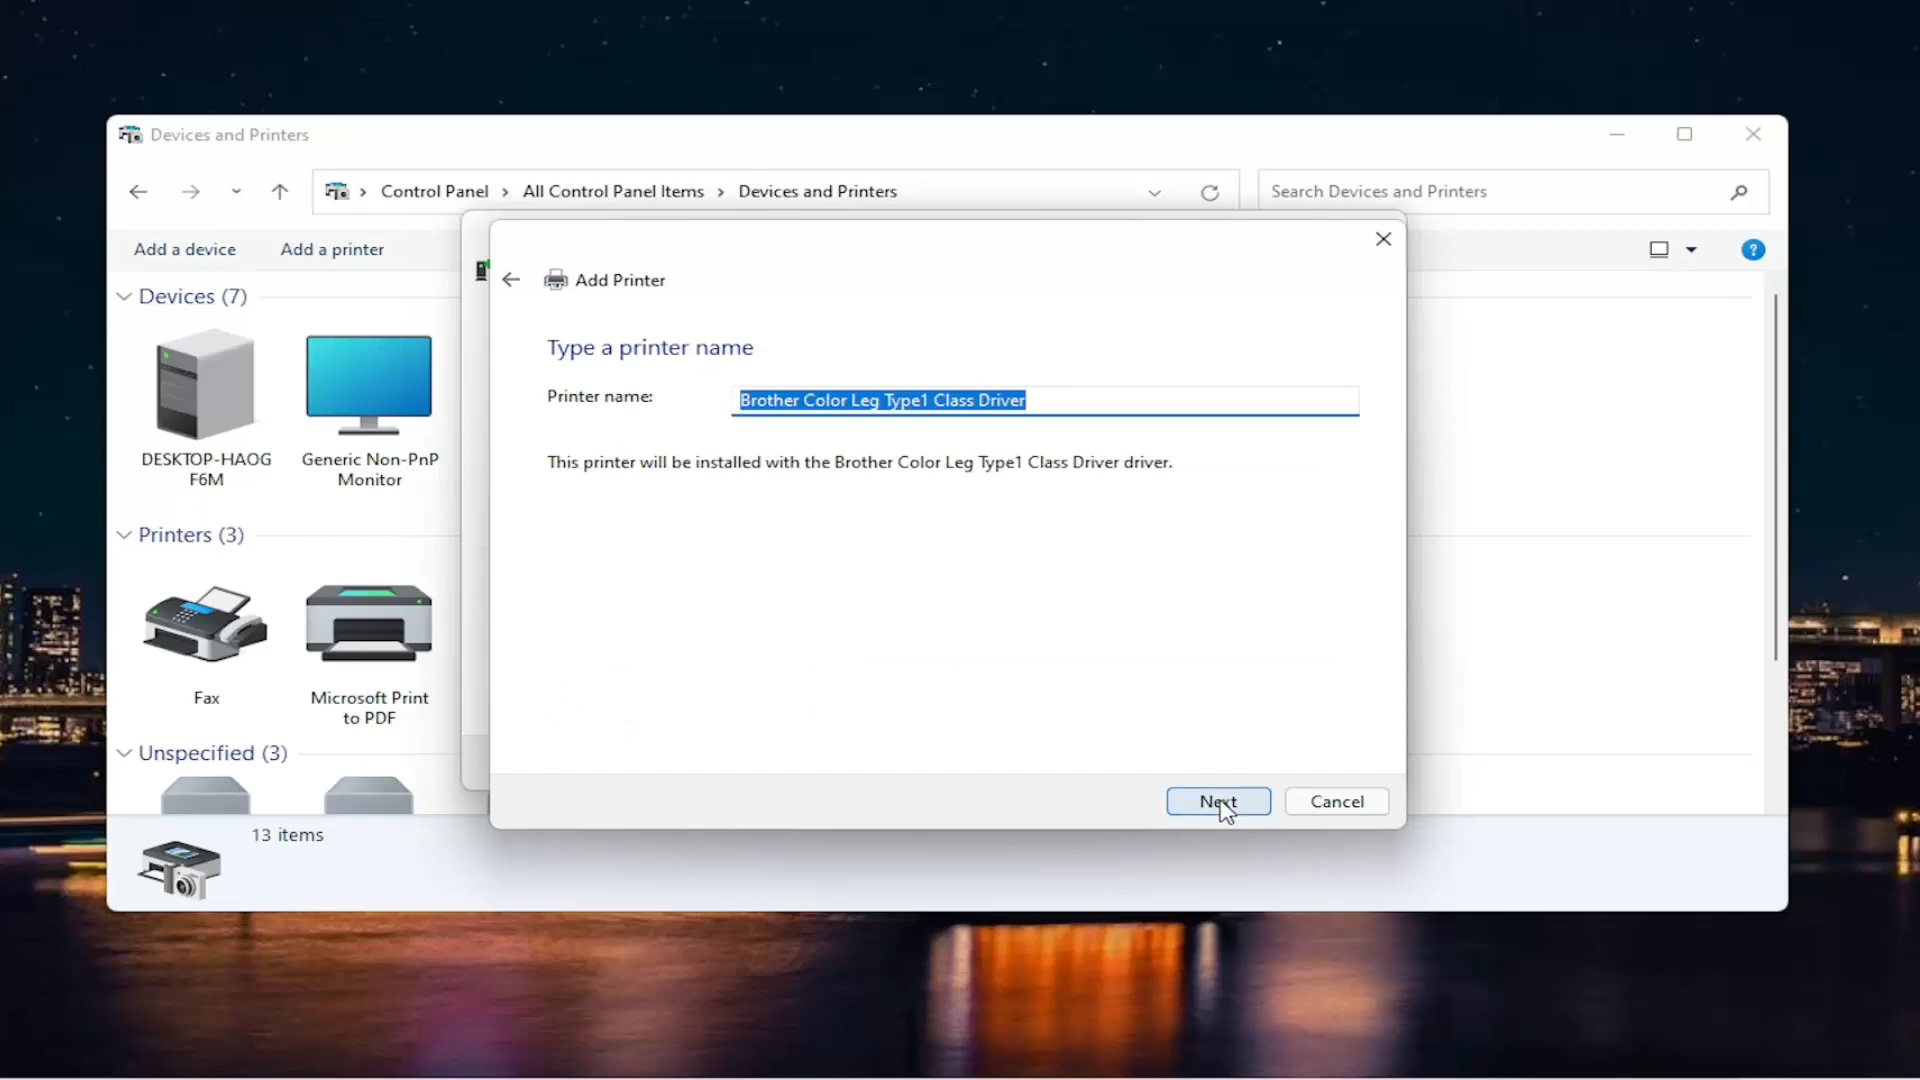 Devices and Printers
Control Panel > All Control Panel Items > Devices and Printers
Search Devices and Printers
Add a device
Add a printer
?
Add Printer
Devices (7)
Type a printer name
Printer name:
Brother Color Leg Type1 Class Driver
This printer will be installed with the Brother Color Leg Type1 Class Driver driver.
DESKTOP-HAOG
F6M
Generic Non-PnP
Monitor
Printers (3)
Fax
Microsoft Print
to PDF
Unspecified (3)
Next
Cancel
13 items